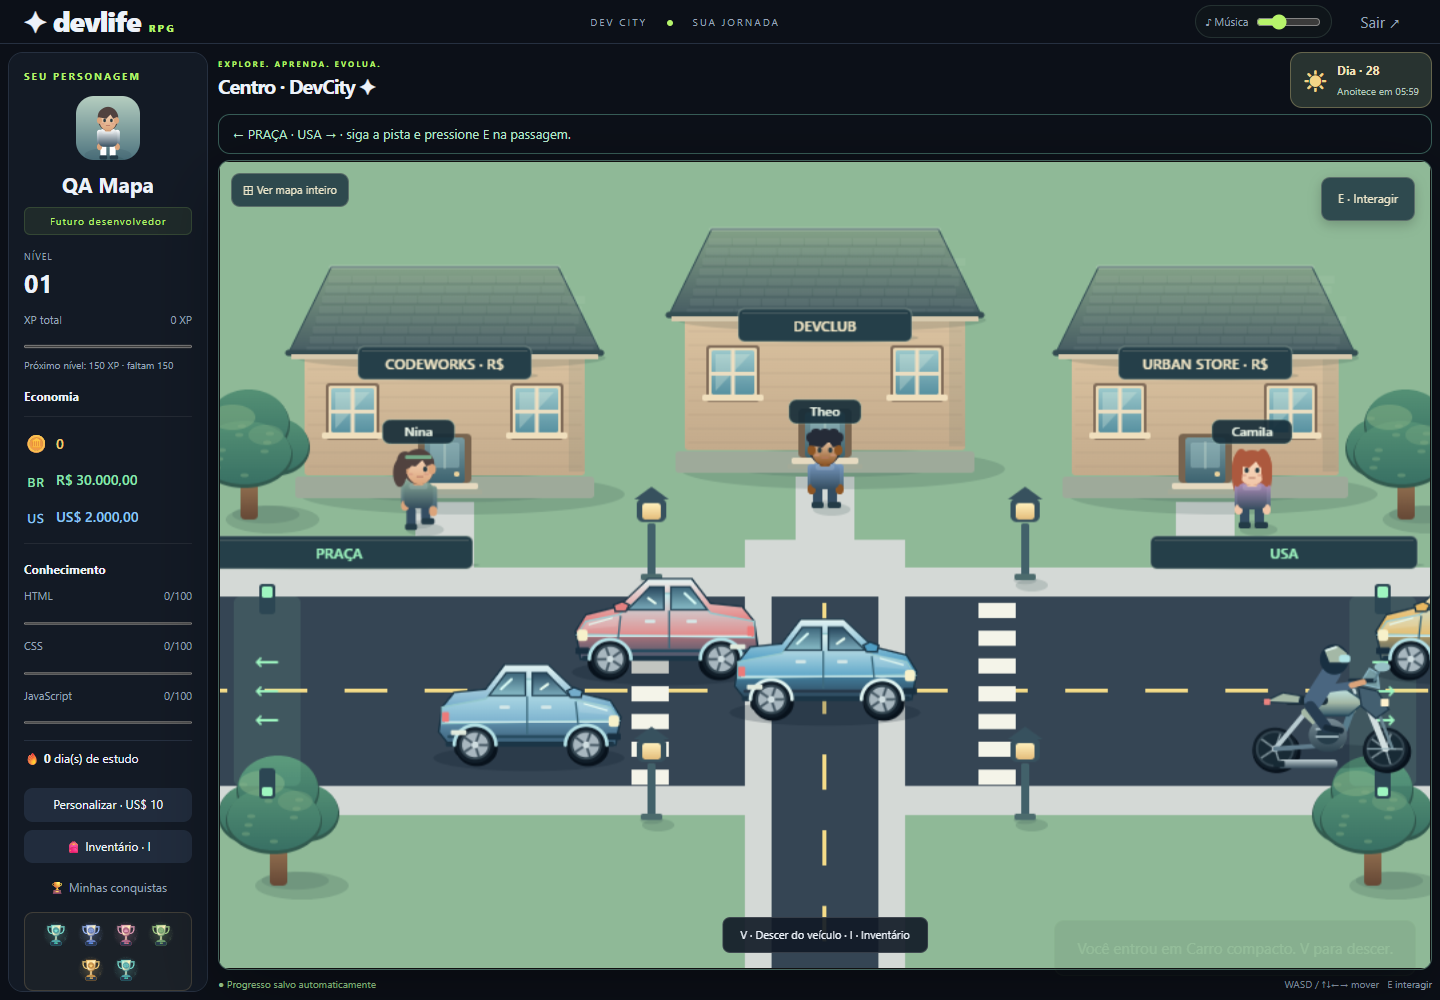 ✦ devlife RPG
DEV CITY ● SUA JORNADA
♪ Música
Sair ↗
SEU PERSONAGEM
QA Mapa
Futuro desenvolvedor
NÍVEL
01
XP total 0 XP
Próximo nível: 150 XP · faltam 150
Economia
0
BR R$ 30.000,00
US US$ 2.000,00
Conhecimento
HTML 0/100
CSS 0/100
JavaScript 0/100
0 dia(s) de estudo
Personalizar · US$ 10
Inventário · I
Minhas conquistas
EXPLORE. APRENDA. EVOLUA.
Centro · DevCity ✦
Dia · 28
Anoitece em 05:59
← PRAÇA · USA → · siga a pista e pressione E na passagem.
Ver mapa inteiro
E · Interagir
DEVCLUB
CODEWORKS · R$
URBAN STORE · R$
Theo
Nina
Camila
PRAÇA
USA
←
←
←
→
→
V · Descer do veículo · I · Inventário
Você entrou em Carro compacto. V para descer.
● Progresso salvo automaticamente
WASD / ↑↓←→ mover E interagir